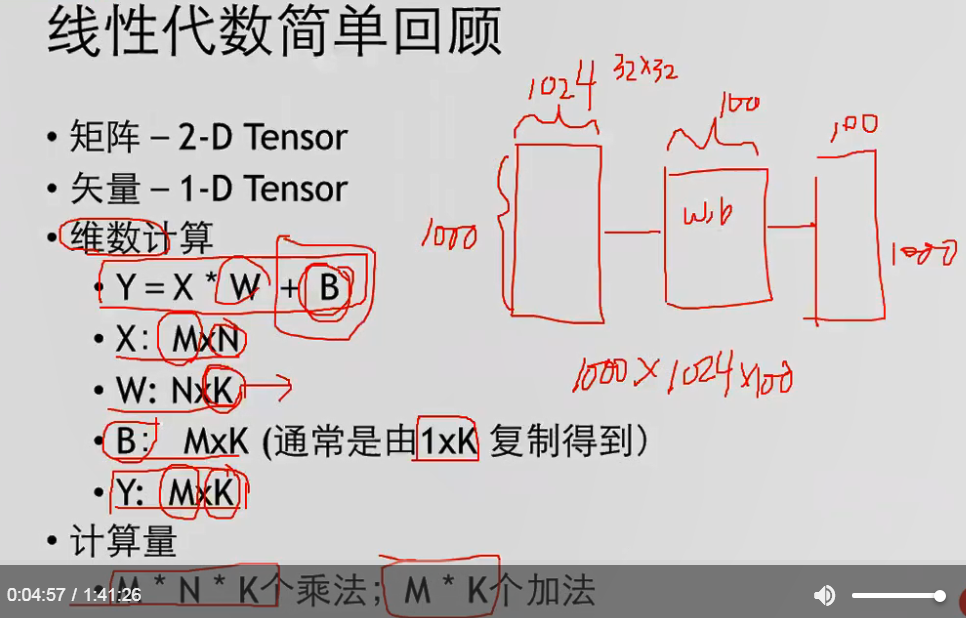 线性代数简单回顾
• 矩阵 – 2-D Tensor
• 矢量 – 1-D Tensor
• 维数计算
• Y = X * W + B
• X: MxN
• W: NxK
• B: MxK (通常是由1xK 复制得到)
• Y: MxK
• 计算量
• M * N * K个乘法; M * K个加法
1024 32x32
100
100
1000
w,b
1000
1000 x 1024 x 100
0:04:57 / 1:41:26